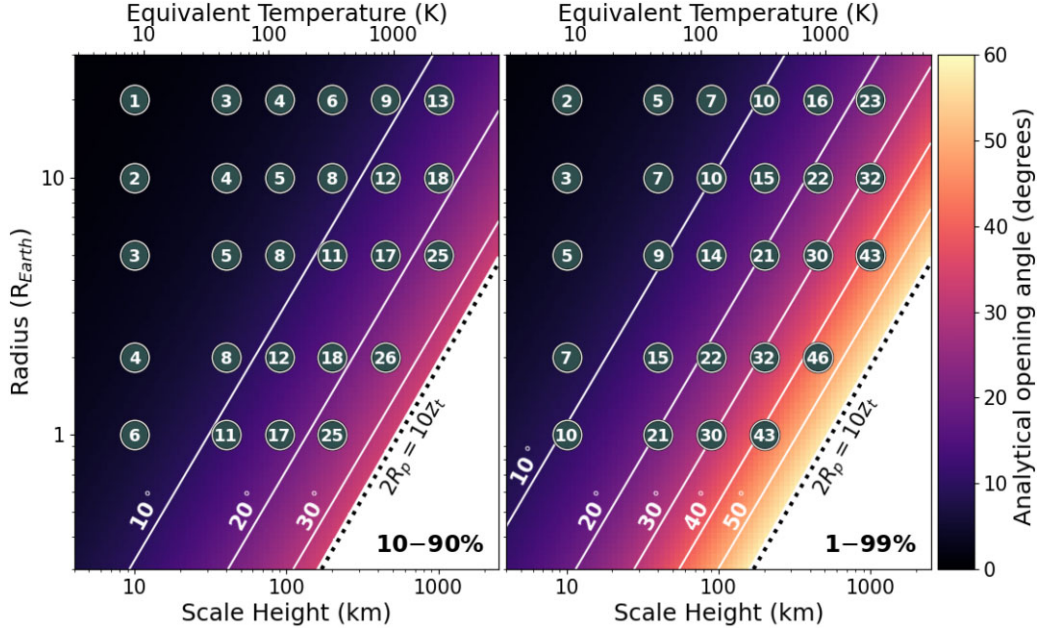 Equivalent Temperature (K)
Equivalent Temperature (K)
10 100 1000
10 100 1000
60
1 3 4 6 9 13
2 5 7 10 16 23
50
10
2 4 5 8 12 18
3 7 10 15 22 32
40
3 5 8 11 17 25
5 9 14 21 30 43
30
4 8 12 18 26
7 15 22 32 46
20
1
6 11 17 25
10 21 30 43
10
0
Radius (R_Earth)
Analytical opening angle (degrees)
10° 20° 30°
2R_p = 10z_t
10−90%
10° 20° 30° 40° 50°
2R_p = 10z_t
1−99%
10 100 1000
10 100 1000
Scale Height (km)
Scale Height (km)